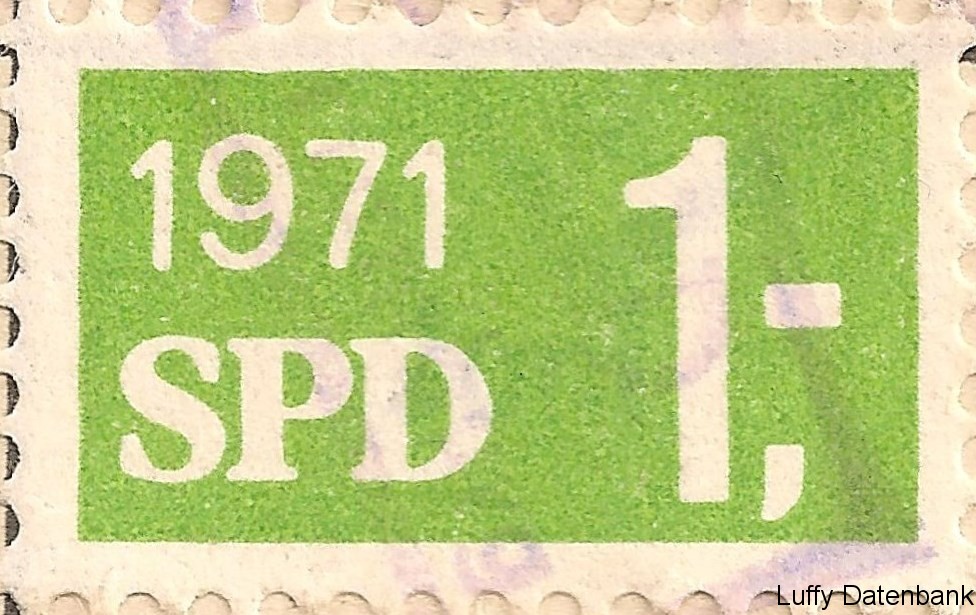 1971
SPD
1,-
Luffy Datenbank